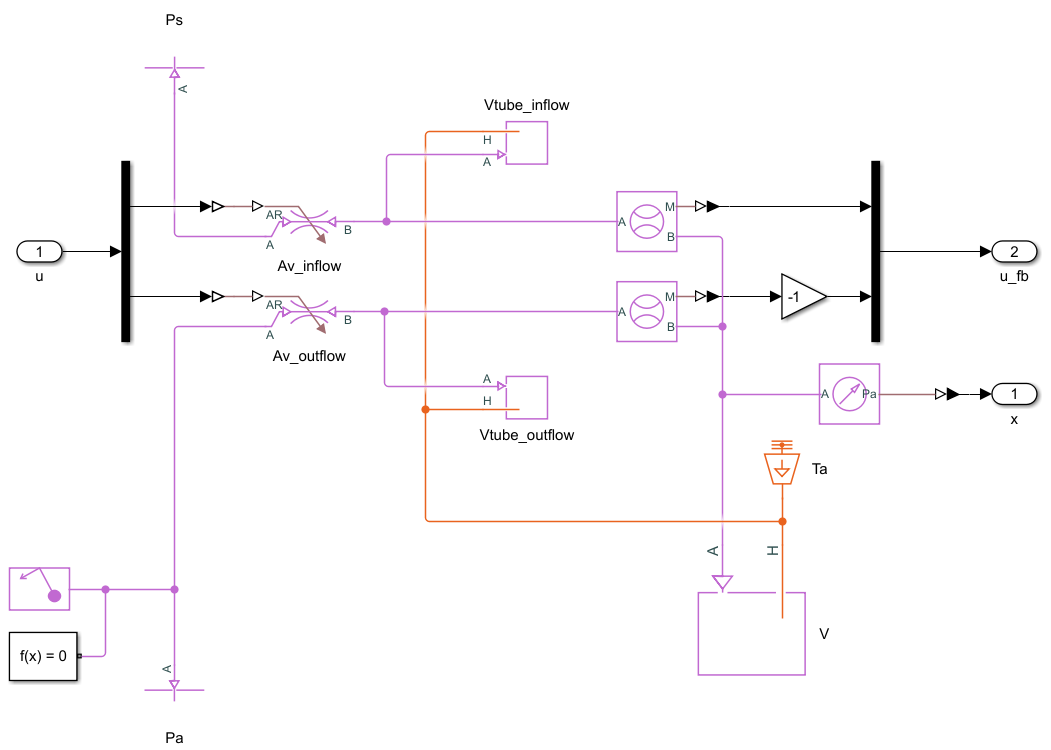 Ps
A
Vtube_inflow
H
A
AR
A
B
Av_inflow
A
M
B
1
u
2
u_fb
AR
A
B
Av_outflow
A
M
B
-1
A
H
Vtube_outflow
A
Pa
1
x
Ta
A
H
V
f(x) = 0
A
Pa